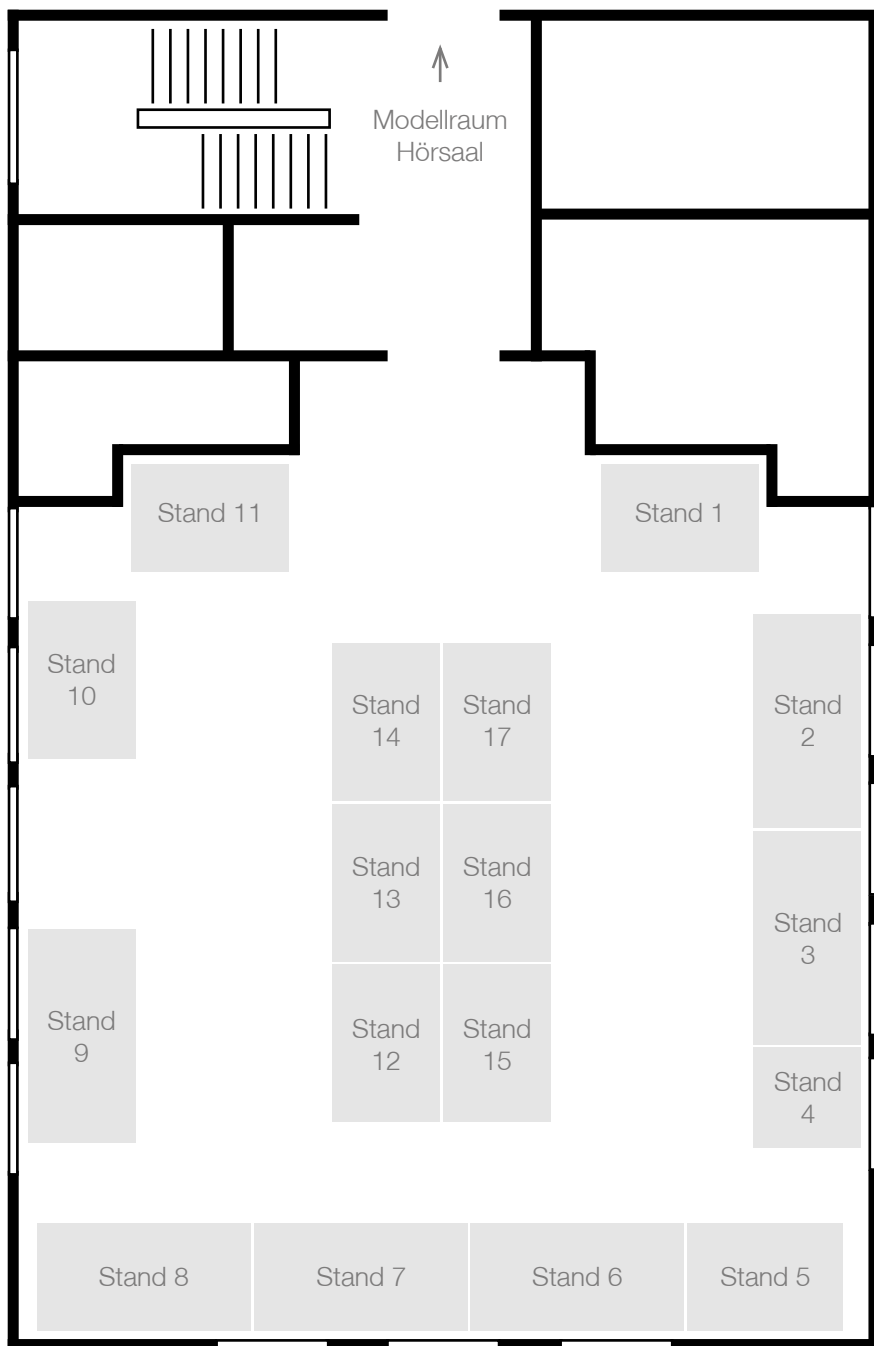 Modellraum
Hörsaal
Stand 11
Stand 1
Stand
10
Stand
2
Stand
14
Stand
17
Stand
13
Stand
16
Stand
3
Stand
9
Stand
12
Stand
15
Stand
4
Stand 8
Stand 7
Stand 6
Stand 5